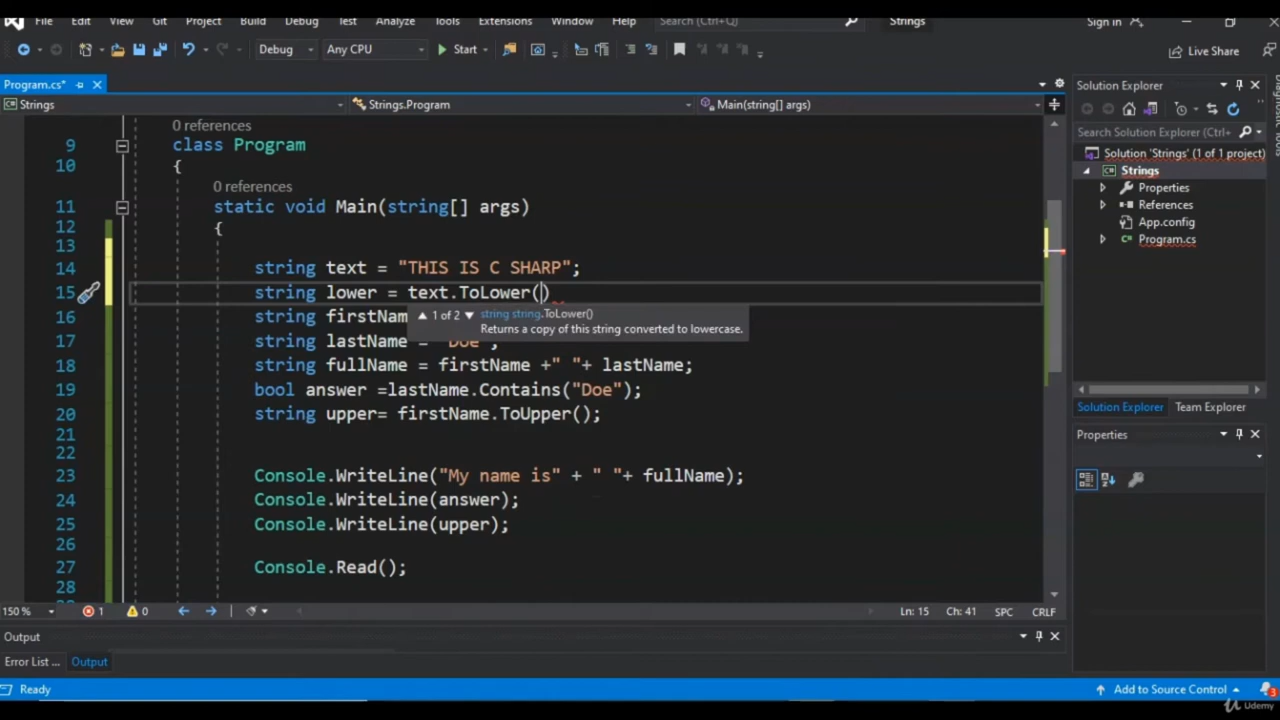 File Edit View Git Project Build Debug Test Analyze Tools Extensions Window Help Search (Ctrl+Q) Strings Sign in
Debug Any CPU Start Live Share
Program.cs*
Strings Strings.Program Main(string[] args)
0 references
9 class Program
10 {
0 references
11 static void Main(string[] args)
12 {
13
14 string text = "THIS IS C SHARP";
15 string lower = text.ToLower()
1 of 2 string string.ToLower()
Returns a copy of this string converted to lowercase.
16 string firstNam
17 string lastName = "Doe";
18 string fullName = firstName +" "+ lastName;
19 bool answer =lastName.Contains("Doe");
20 string upper= firstName.ToUpper();
21
22
23 Console.WriteLine("My name is" + " "+ fullName);
24 Console.WriteLine(answer);
25 Console.WriteLine(upper);
26
27 Console.Read();
28
150 % 1 0 Ln: 15 Ch: 41 SPC CRLF
Solution Explorer
Search Solution Explorer (Ctrl+
Solution 'Strings' (1 of 1 project)
Strings
Properties
References
App.config
Program.cs
Solution Explorer Team Explorer
Properties
Output
Error List ... Output
Ready Add to Source Control 3
Udemy